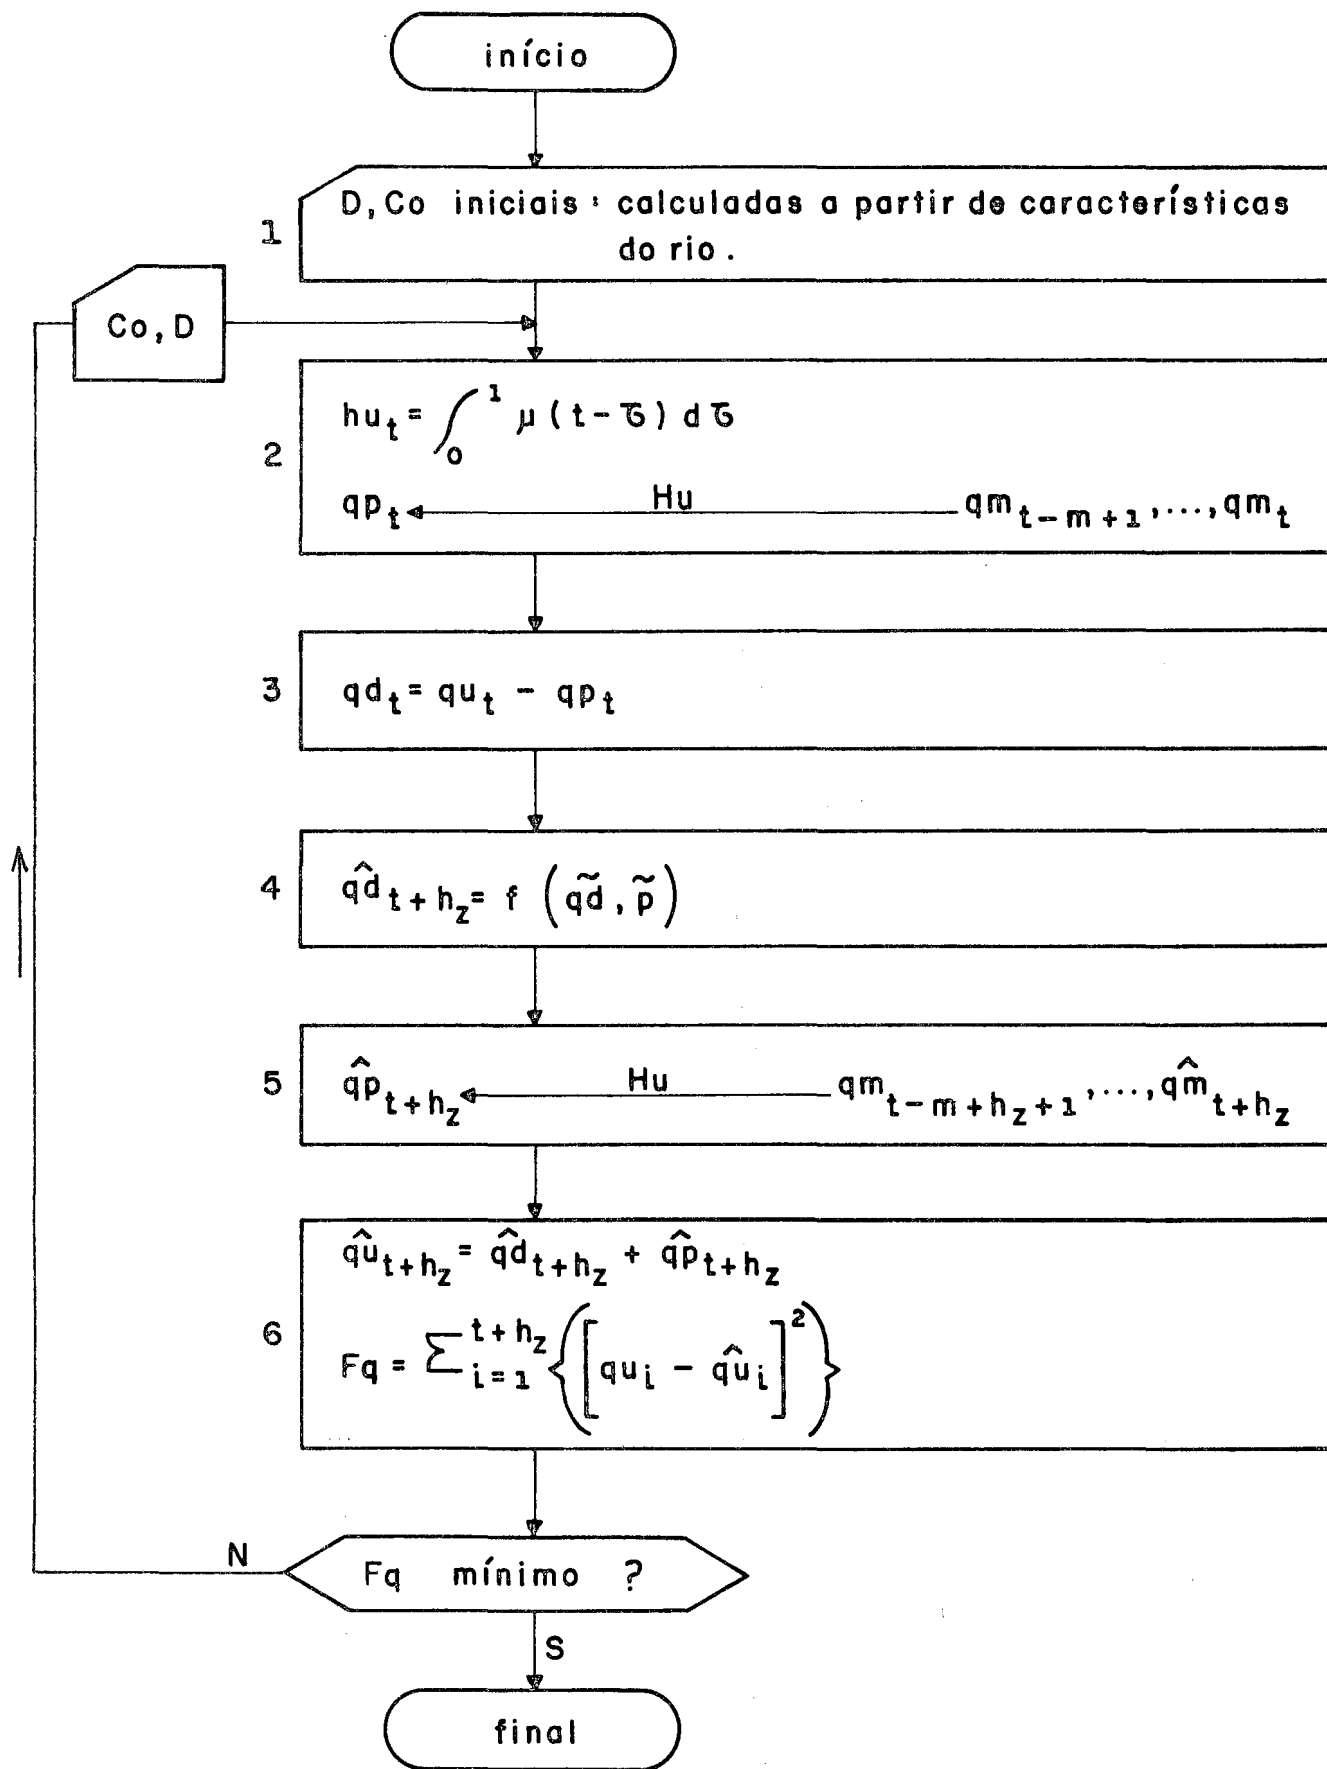 início
1
D, Co iniciais : calculadas a partir de características
do rio .
Co, D
2
hu_t = ∫_0^1 μ ( t - τ ) d τ
qp_t ← Hu — qm_{t-m+1} ,..., qm_t
3
qd_t = qu_t - qp_t
4
q̂d_{t+h_z} = f ( q̃d , p̃ )
5
q̂p_{t+h_z} ← Hu — qm_{t-m+h_z+1} ,..., q̂m_{t+h_z}
6
q̂u_{t+h_z} = q̂d_{t+h_z} + q̂p_{t+h_z}
Fq = Σ_{i=1}^{t+h_z} { [ qu_i - q̂u_i ]^2 }
N
Fq mínimo ?
S
final